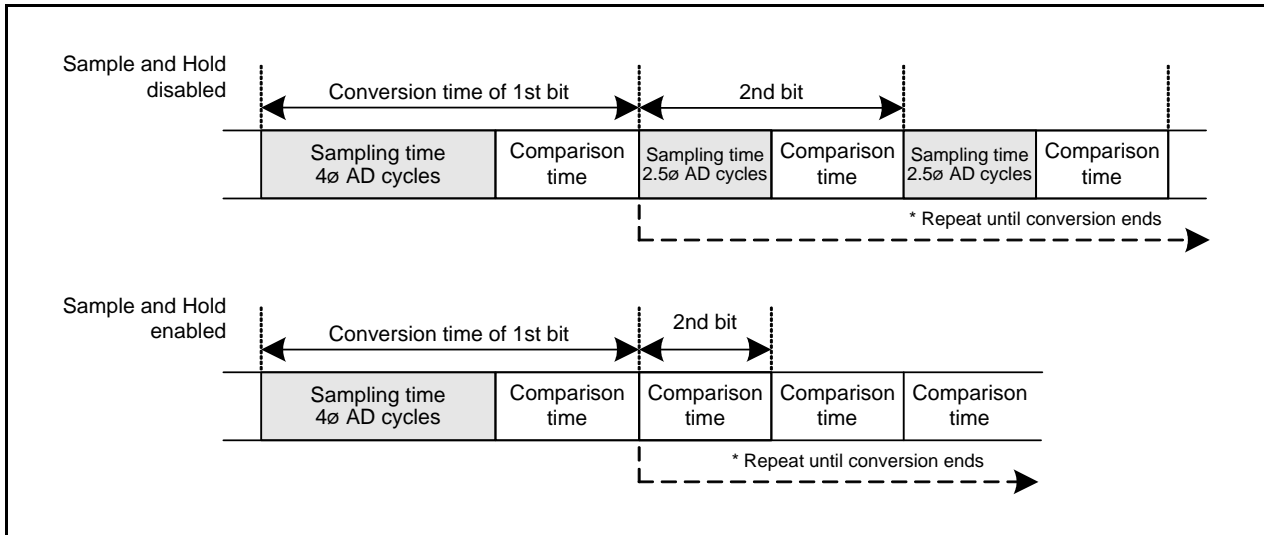 Sample and Hold
disabled
Conversion time of 1st bit
2nd bit
Sampling time
4ø AD cycles
Comparison
time
Sampling time
2.5ø AD cycles
Comparison
time
Sampling time
2.5ø AD cycles
Comparison
time
* Repeat until conversion ends
Sample and Hold
enabled
Conversion time of 1st bit
2nd bit
Sampling time
4ø AD cycles
Comparison
time
Comparison
time
Comparison
time
Comparison
time
* Repeat until conversion ends